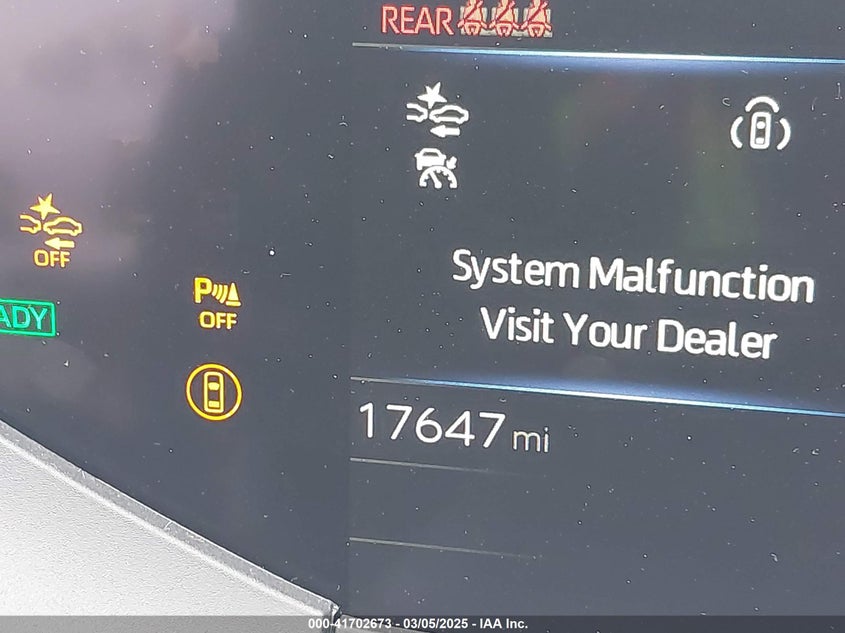 REAR
System Malfunction
Visit Your Dealer
OFF
P
OFF
ADY
17647 mi
000-41702673 - 03/05/2025 - IAA Inc.